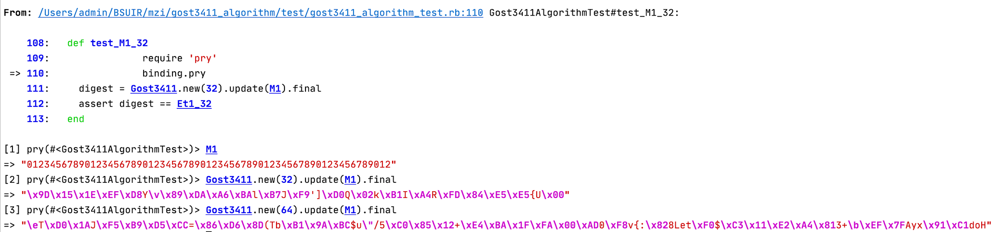 From: /Users/admin/BSUIR/mzi/gost3411_algorithm/test/gost3411_algorithm_test.rb:110 Gost3411AlgorithmTest#test_M1_32:
108: def test_M1_32
109: require 'pry'
=> 110: binding.pry
111: digest = Gost3411.new(32).update(M1).final
112: assert digest == Et1_32
113: end
[1] pry(#<Gost3411AlgorithmTest>)> M1
=> "012345678901234567890123456789012345678901234567890123456789012"
[2] pry(#<Gost3411AlgorithmTest>)> Gost3411.new(32).update(M1).final
=> "\x9D\x15\x1E\xEF\xD8Y\v\x89\xDA\xA6\xBAl\xB7J\xF9']\xD0Q\x02k\xB1I\xA4R\xFD\x84\xE5\xE5{U\x00"
[3] pry(#<Gost3411AlgorithmTest>)> Gost3411.new(64).update(M1).final
=> "\eT\xD0\x1AJ\xF5\xB9\xD5\xCC=\x86\xD6\x8D(Tb\xB1\x9A\xBC$u\"/5\xC0\x85\x12+\xE4\xBA\x1F\xFA\x00\xAD0\xF8v{:\x828Let\xF0$\xC3\x11\xE2\xA4\x813+\b\xEF\x7FAyx\x91\xC1doH"